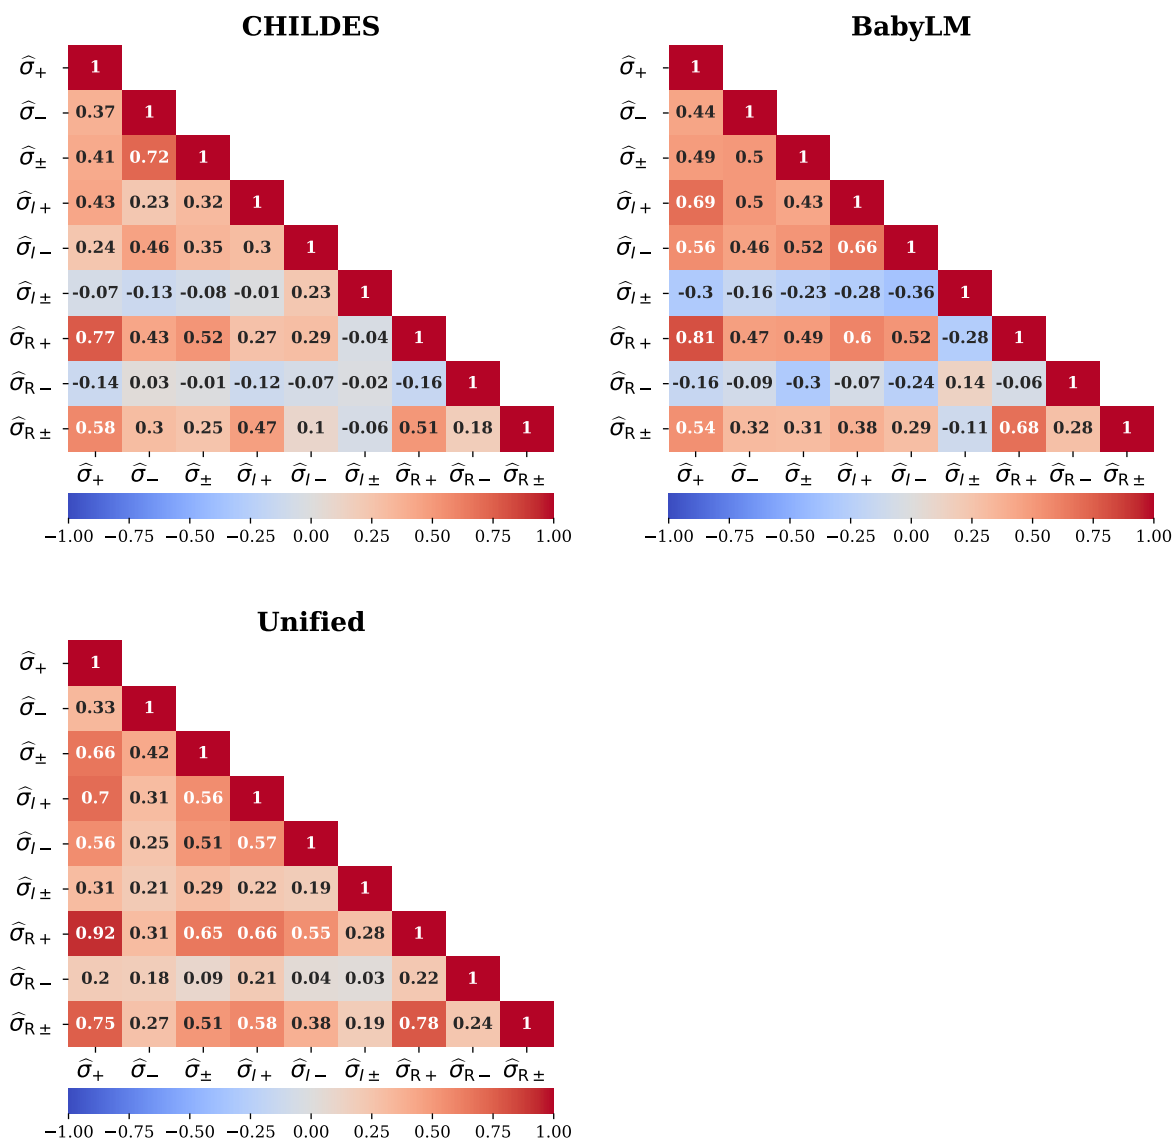 CHILDES
σ̂₊ 1
σ̂₋ 0.37 1
σ̂± 0.41 0.72 1
σ̂I+ 0.43 0.23 0.32 1
σ̂I− 0.24 0.46 0.35 0.3 1
σ̂I± -0.07 -0.13 -0.08 -0.01 0.23 1
σ̂R+ 0.77 0.43 0.52 0.27 0.29 -0.04 1
σ̂R− -0.14 0.03 -0.01 -0.12 -0.07 -0.02 -0.16 1
σ̂R± 0.58 0.3 0.25 0.47 0.1 -0.06 0.51 0.18 1
σ̂₊ σ̂₋ σ̂± σ̂I+ σ̂I− σ̂I± σ̂R+ σ̂R− σ̂R±
−1.00 −0.75 −0.50 −0.25 0.00 0.25 0.50 0.75 1.00
BabyLM
σ̂₊ 1
σ̂₋ 0.44 1
σ̂± 0.49 0.5 1
σ̂I+ 0.69 0.5 0.43 1
σ̂I− 0.56 0.46 0.52 0.66 1
σ̂I± -0.3 -0.16 -0.23 -0.28 -0.36 1
σ̂R+ 0.81 0.47 0.49 0.6 0.52 -0.28 1
σ̂R− -0.16 -0.09 -0.3 -0.07 -0.24 0.14 -0.06 1
σ̂R± 0.54 0.32 0.31 0.38 0.29 -0.11 0.68 0.28 1
σ̂₊ σ̂₋ σ̂± σ̂I+ σ̂I− σ̂I± σ̂R+ σ̂R− σ̂R±
−1.00 −0.75 −0.50 −0.25 0.00 0.25 0.50 0.75 1.00
Unified
σ̂₊ 1
σ̂₋ 0.33 1
σ̂± 0.66 0.42 1
σ̂I+ 0.7 0.31 0.56 1
σ̂I− 0.56 0.25 0.51 0.57 1
σ̂I± 0.31 0.21 0.29 0.22 0.19 1
σ̂R+ 0.92 0.31 0.65 0.66 0.55 0.28 1
σ̂R− 0.2 0.18 0.09 0.21 0.04 0.03 0.22 1
σ̂R± 0.75 0.27 0.51 0.58 0.38 0.19 0.78 0.24 1
σ̂₊ σ̂₋ σ̂± σ̂I+ σ̂I− σ̂I± σ̂R+ σ̂R− σ̂R±
−1.00 −0.75 −0.50 −0.25 0.00 0.25 0.50 0.75 1.00